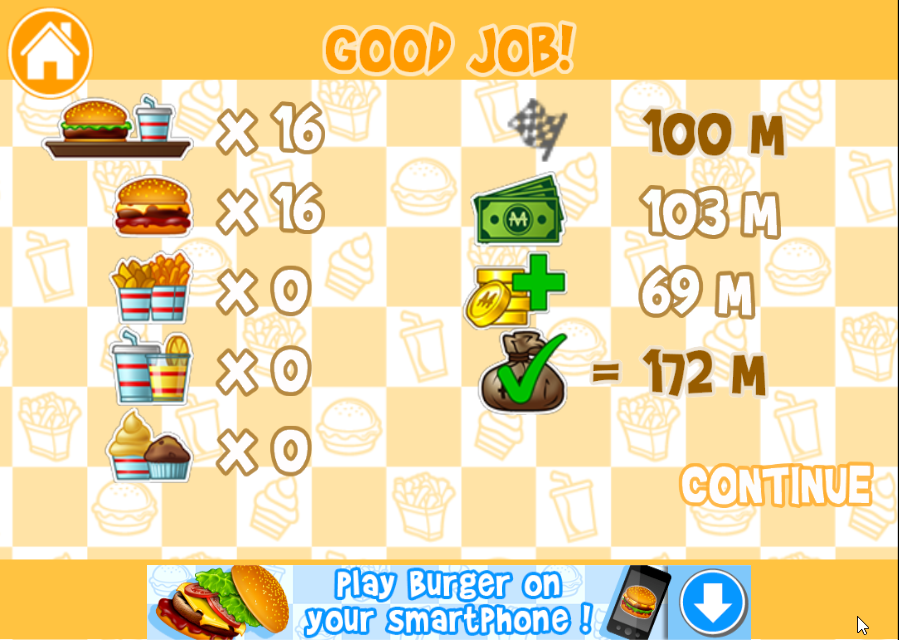 GOOD JOB!
x 16
100 M
x 16
103 M
x 0
69 M
x 0
= 172 M
x 0
CONTINUE
Play Burger on
your smartphone !